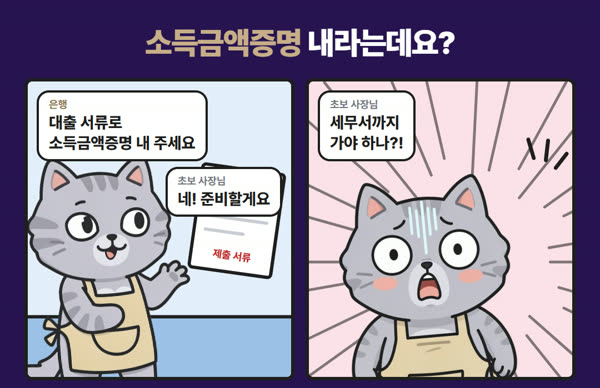 소득금액증명 내라는데요?
은행
대출 서류로
소득금액증명 내 주세요
초보 사장님
네! 준비할게요
제출 서류
초보 사장님
세무서까지
가야 하나?!